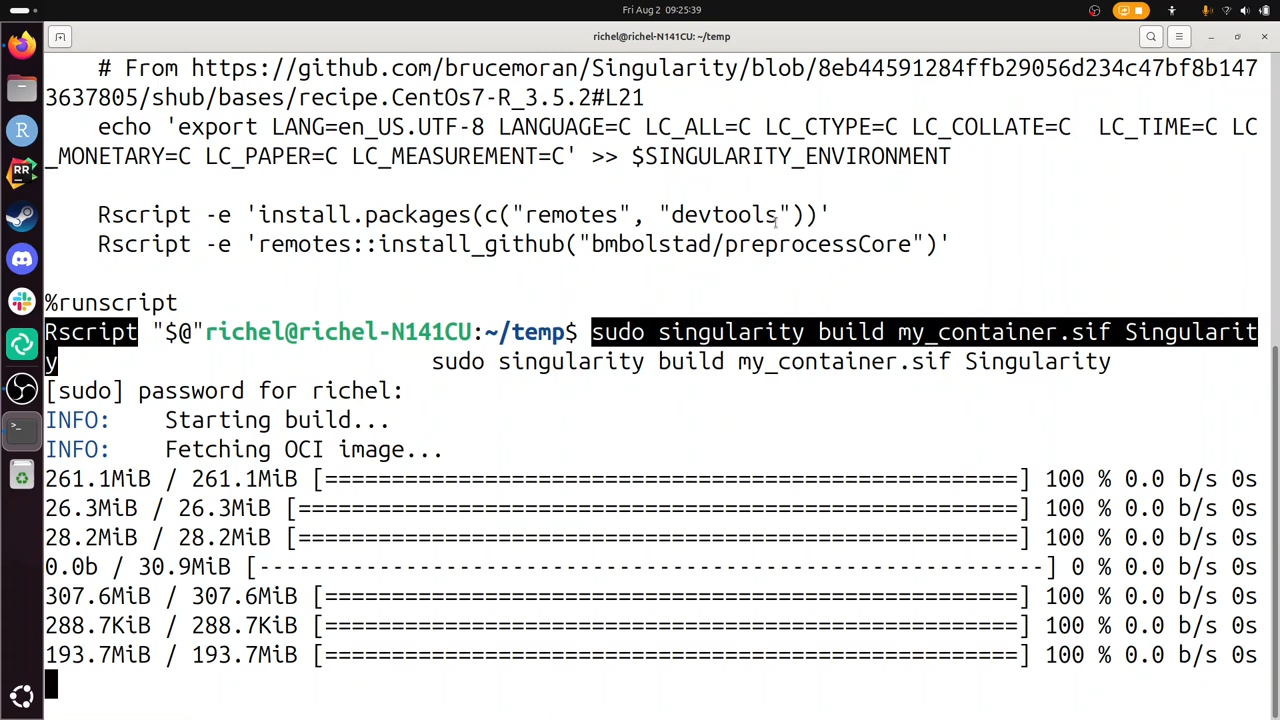 Fri Aug 2 09:25:39
richel@richel-N141CU: ~/temp
# From https://github.com/brucemoran/Singularity/blob/8eb44591284ffb29056d234c47bf8b147
3637805/shub/bases/recipe.CentOs7-R_3.5.2#L21
echo 'export LANG=en_US.UTF-8 LANGUAGE=C LC_ALL=C LC_CTYPE=C LC_COLLATE=C  LC_TIME=C LC
_MONETARY=C LC_PAPER=C LC_MEASUREMENT=C' >> $SINGULARITY_ENVIRONMENT
Rscript -e 'install.packages(c("remotes", "devtools"))'
Rscript -e 'remotes::install_github("bmbolstad/preprocessCore")'
%runscript
Rscript "$@"richel@richel-N141CU:~/temp$ sudo singularity build my_container.sif Singularit
y sudo singularity build my_container.sif Singularity
[sudo] password for richel:
INFO: Starting build...
INFO: Fetching OCI image...
261.1MiB / 261.1MiB [====================================================] 100 % 0.0 b/s 0s
26.3MiB / 26.3MiB [======================================================] 100 % 0.0 b/s 0s
28.2MiB / 28.2MiB [======================================================] 100 % 0.0 b/s 0s
0.0b / 30.9MiB [-----------------------------------------------------------] 0 % 0.0 b/s 0s
307.6MiB / 307.6MiB [====================================================] 100 % 0.0 b/s 0s
288.7KiB / 288.7KiB [====================================================] 100 % 0.0 b/s 0s
193.7MiB / 193.7MiB [====================================================] 100 % 0.0 b/s 0s